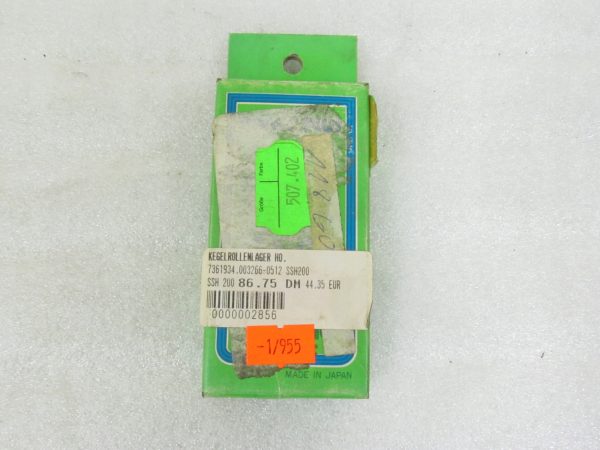 Größe
Farbe
507.402
KEGELROLLENLAGER HD.
7361934.003266-0512 SSH200
SSH 200 86.75 DM 44.35 EUR
0000002856
-1/955
MADE IN JAPAN